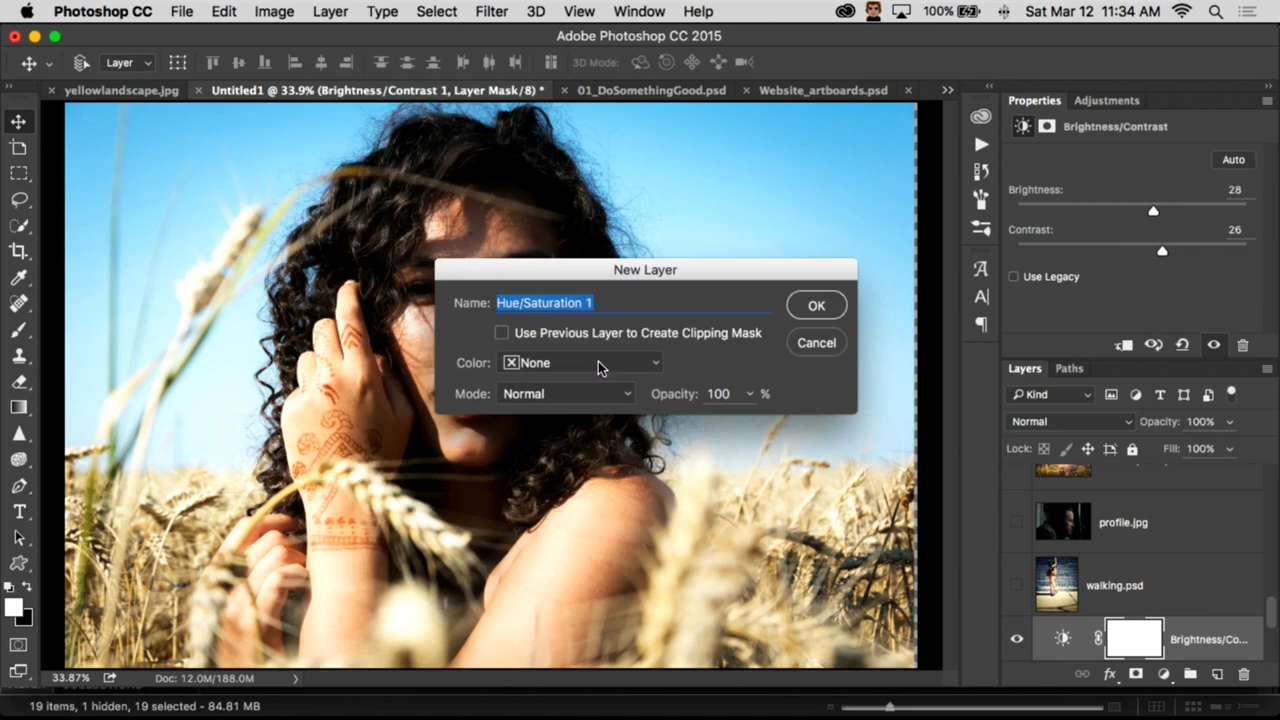 Photoshop CC File Edit Image Layer Type Select Filter 3D View Window Help 100% Sat Mar 12 11:34 AM
Adobe Photoshop CC 2015
Layer 3D Mode:
yellowlandscape.jpg Untitled1 @ 33.9% (Brightness/Contrast 1, Layer Mask/8) * 01_DoSomethingGood.psd Website_artboards.psd
Properties Adjustments
Brightness/Contrast
Auto
Brightness: 28
Contrast: 26
Use Legacy
New Layer
Name: Hue/Saturation 1
OK
Use Previous Layer to Create Clipping Mask
Cancel
Color: None
Mode: Normal Opacity: 100 %
Layers Paths
Kind
Normal Opacity: 100%
Lock: Fill: 100%
profile.jpg
walking.psd
Brightness/Co...
33.87% Doc: 12.0M/188.0M
19 items, 1 hidden, 19 selected - 84.81 MB